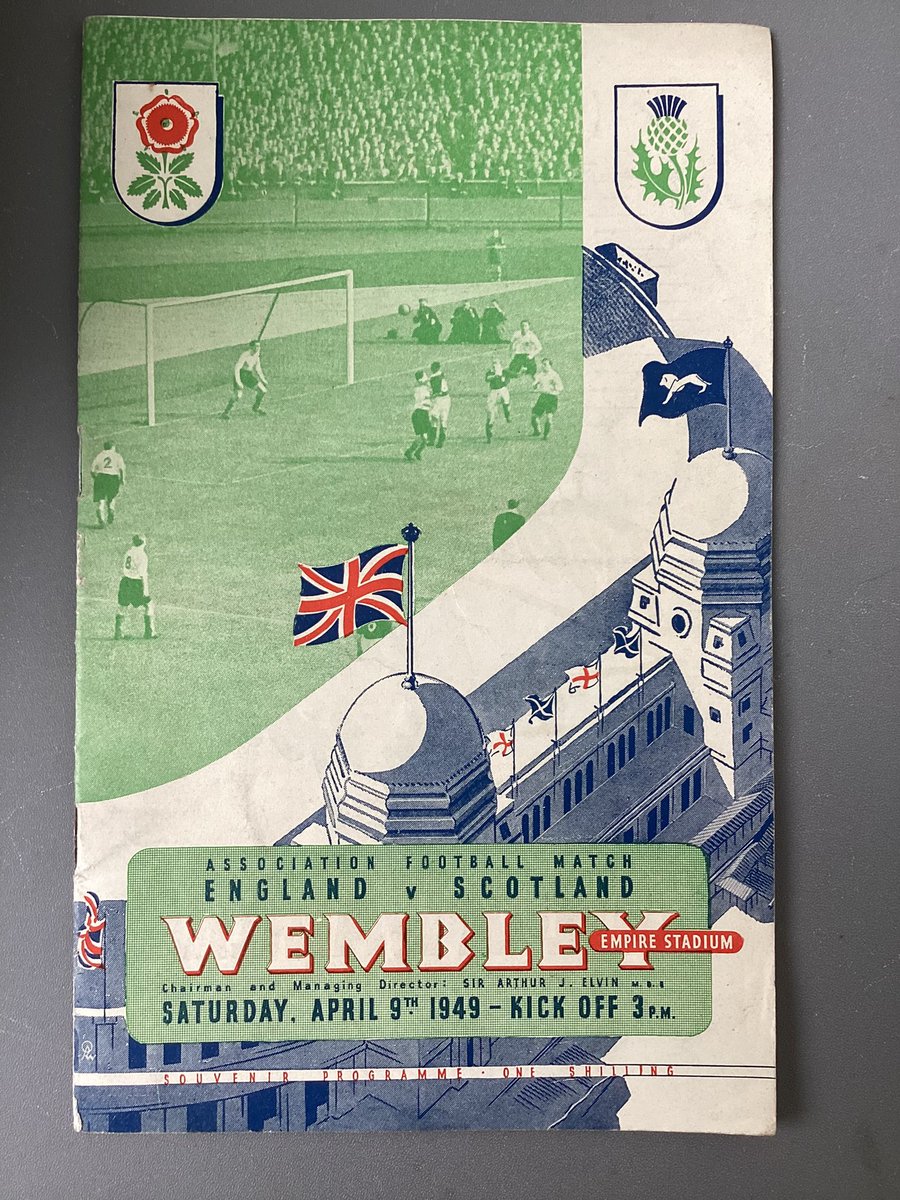 2
ASSOCIATION FOOTBALL MATCH
ENGLAND v SCOTLAND
WEMBLEY
EMPIRE STADIUM
Chairman and Managing Director: SIR ARTHUR J. ELVIN M.B.E
SATURDAY, APRIL 9TH 1949 – KICK OFF 3 P.M.
SOUVENIR PROGRAMME · ONE SHILLING